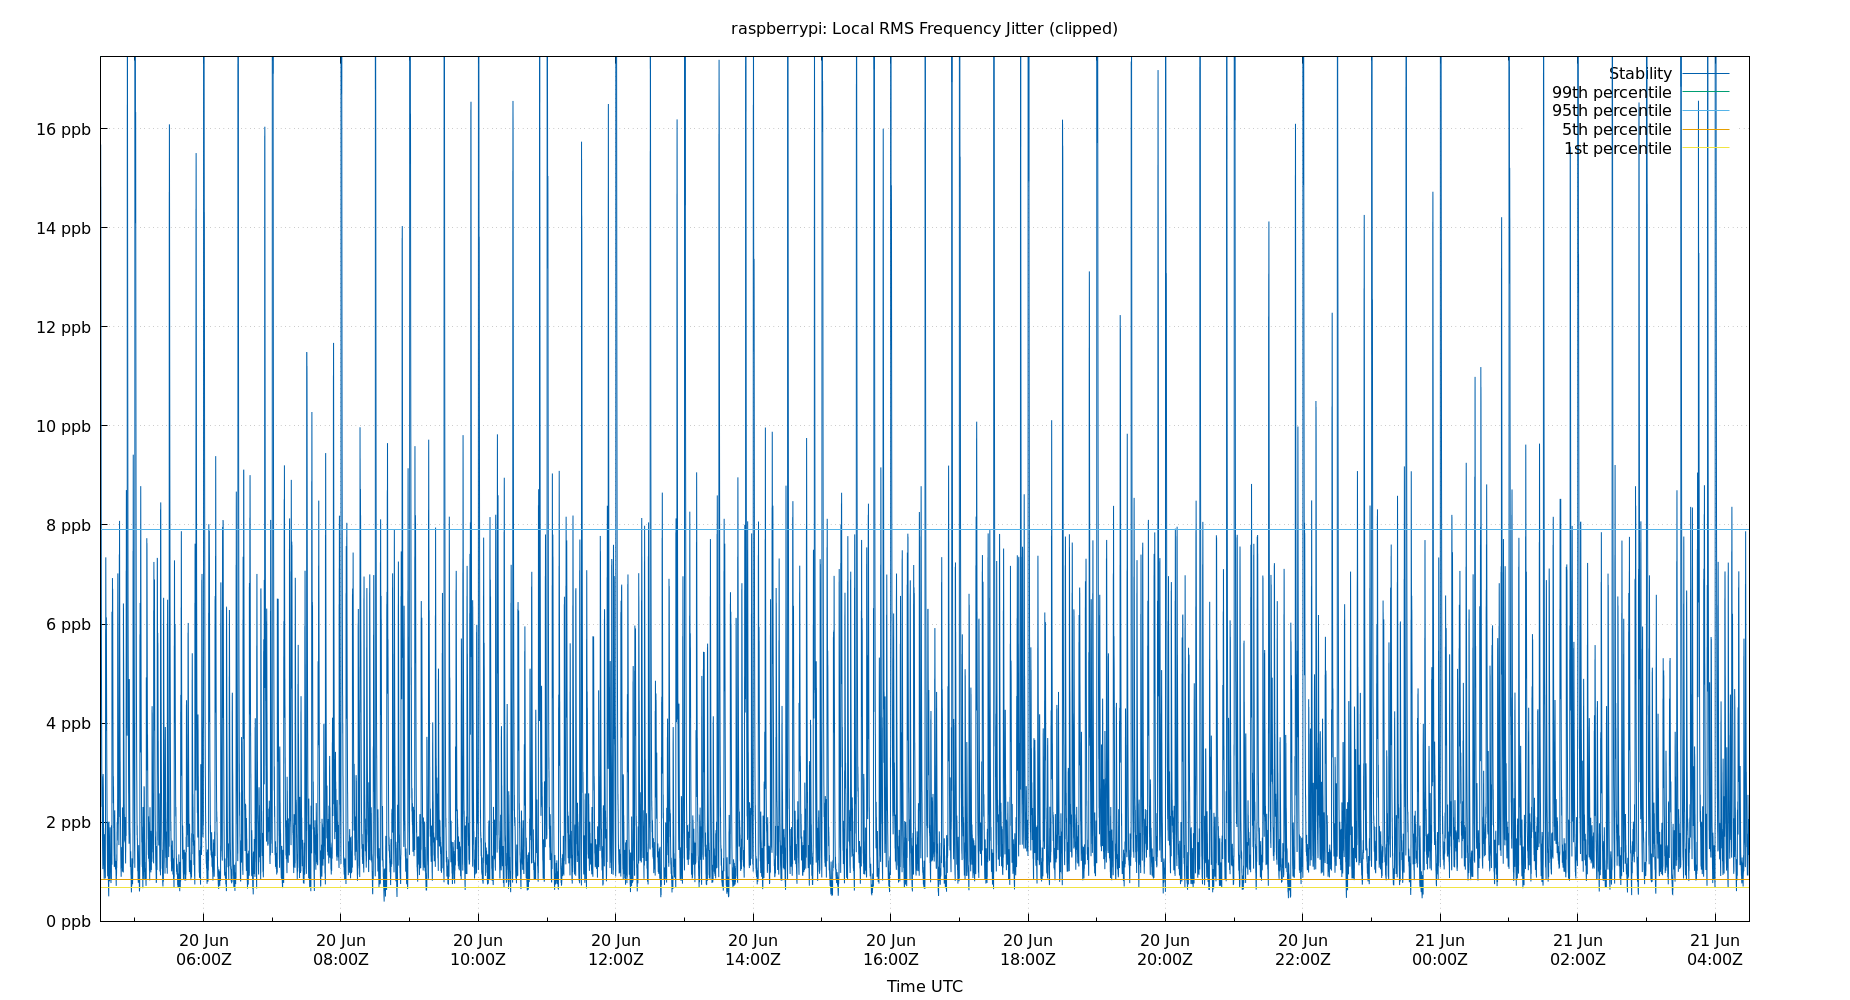 raspberrypi: Local RMS Frequency Jitter (clipped)
Stability
99th percentile
95th percentile
5th percentile
1st percentile
16 ppb
14 ppb
12 ppb
10 ppb
8 ppb
6 ppb
4 ppb
2 ppb
0 ppb
20 Jun 20 Jun 20 Jun 20 Jun 20 Jun 20 Jun 20 Jun 20 Jun 20 Jun 21 Jun 21 Jun 21 Jun
06:00Z 08:00Z 10:00Z 12:00Z 14:00Z 16:00Z 18:00Z 20:00Z 22:00Z 00:00Z 02:00Z 04:00Z
Time UTC